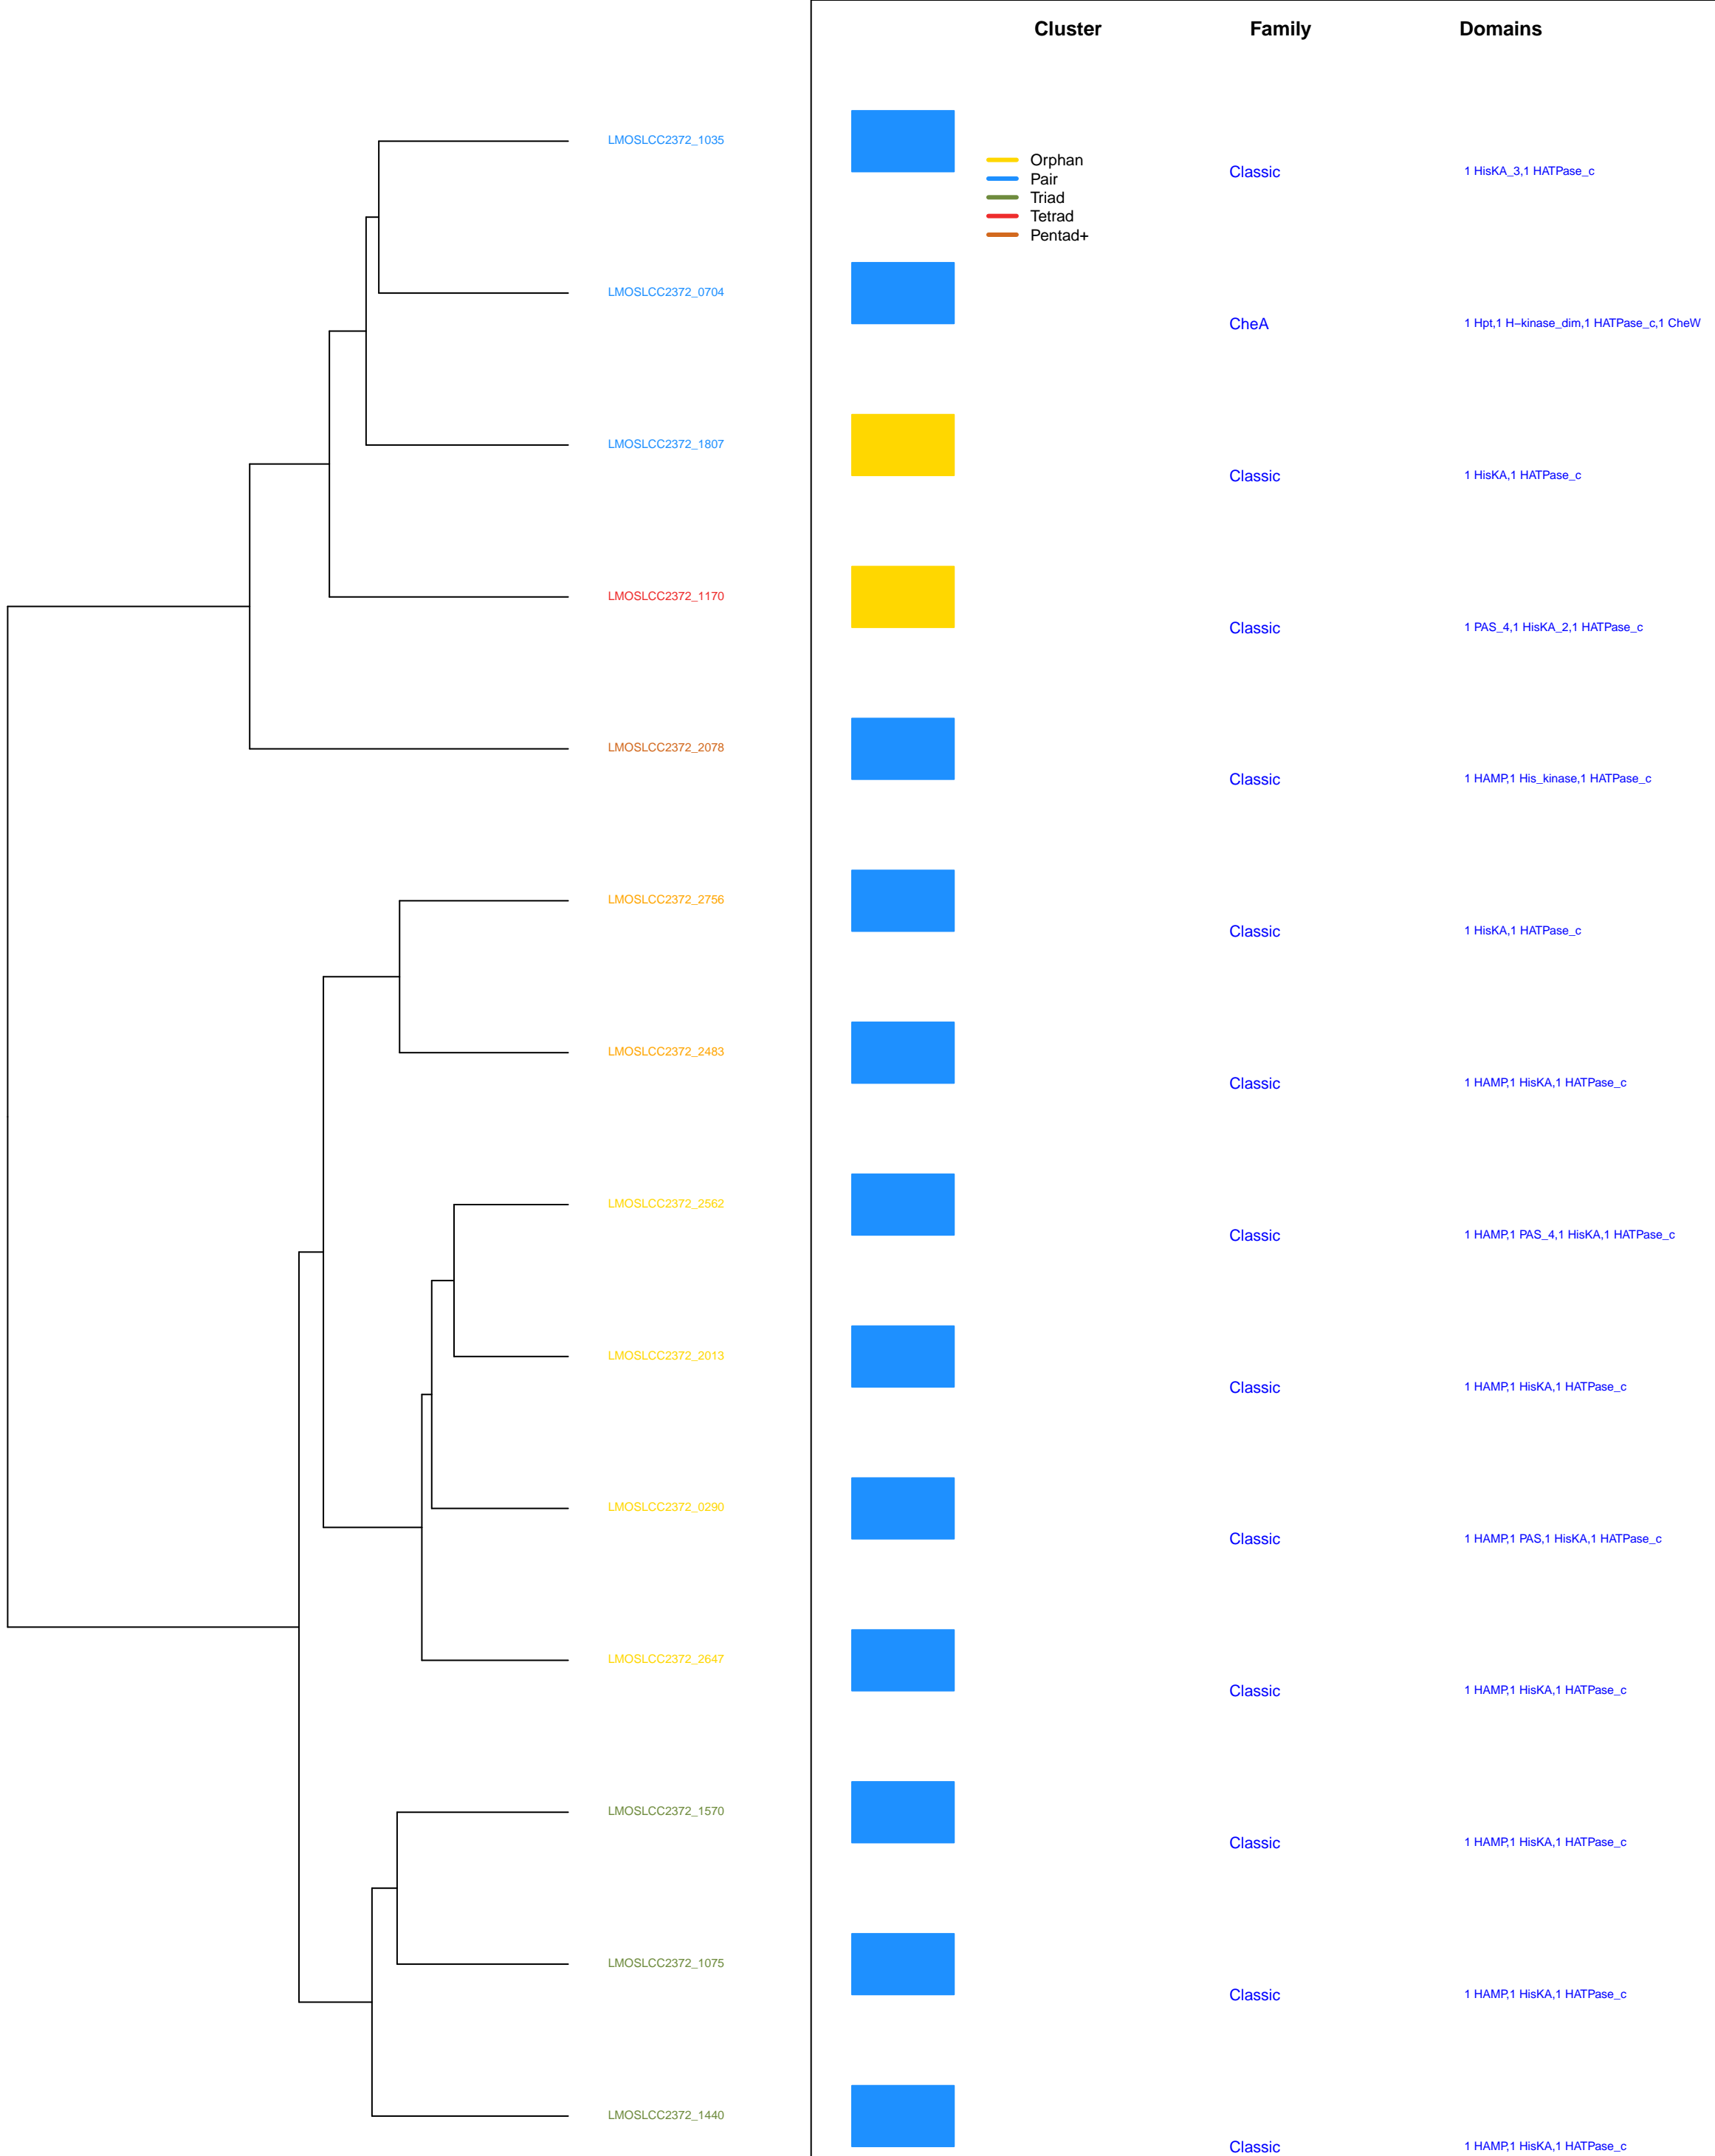 Cluster Family Domains
LMOSLCC2372_1035
Orphan
Pair
Triad
Tetrad
Pentad+
Classic 1 HisKA_3,1 HATPase_c
LMOSLCC2372_0704
CheA 1 Hpt,1 H−kinase_dim,1 HATPase_c,1 CheW
LMOSLCC2372_1807
Classic 1 HisKA,1 HATPase_c
LMOSLCC2372_1170
Classic 1 PAS_4,1 HisKA_2,1 HATPase_c
LMOSLCC2372_2078
Classic 1 HAMP,1 His_kinase,1 HATPase_c
LMOSLCC2372_2756
Classic 1 HisKA,1 HATPase_c
LMOSLCC2372_2483
Classic 1 HAMP,1 HisKA,1 HATPase_c
LMOSLCC2372_2562
Classic 1 HAMP,1 PAS_4,1 HisKA,1 HATPase_c
LMOSLCC2372_2013
Classic 1 HAMP,1 HisKA,1 HATPase_c
LMOSLCC2372_0290
Classic 1 HAMP,1 PAS,1 HisKA,1 HATPase_c
LMOSLCC2372_2647
Classic 1 HAMP,1 HisKA,1 HATPase_c
LMOSLCC2372_1570
Classic 1 HAMP,1 HisKA,1 HATPase_c
LMOSLCC2372_1075
Classic 1 HAMP,1 HisKA,1 HATPase_c
LMOSLCC2372_1440
Classic 1 HAMP,1 HisKA,1 HATPase_c